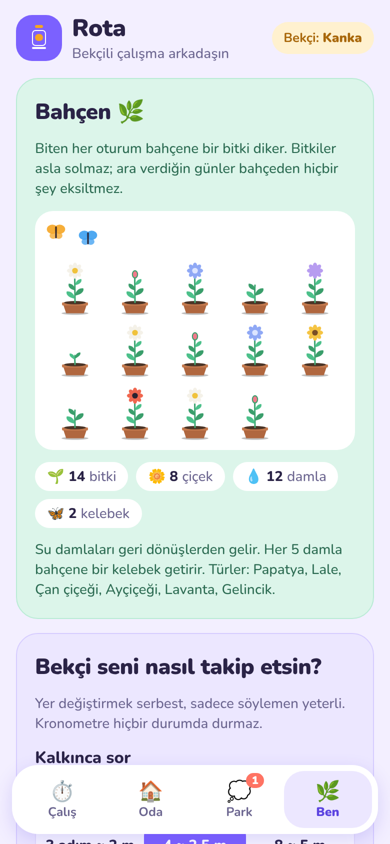 Rota
Bekçili çalışma arkadaşın
Bekçi: Kanka
Bahçen
Biten her oturum bahçene bir bitki diker. Bitkiler
asla solmaz; ara verdiğin günler bahçeden hiçbir
şey eksiltmez.
14 bitki
8 çiçek
12 damla
2 kelebek
Su damlaları geri dönüşlerden gelir. Her 5 damla
bahçene bir kelebek getirir. Türler: Papatya, Lale,
Çan çiçeği, Ayçiçeği, Lavanta, Gelincik.
Bekçi seni nasıl takip etsin?
Yer değiştirmek serbest, sadece söylemen yeterli.
Kronometre hiçbir durumda durmaz.
Kalkınca sor
1
Çalış
Oda
Park
Ben